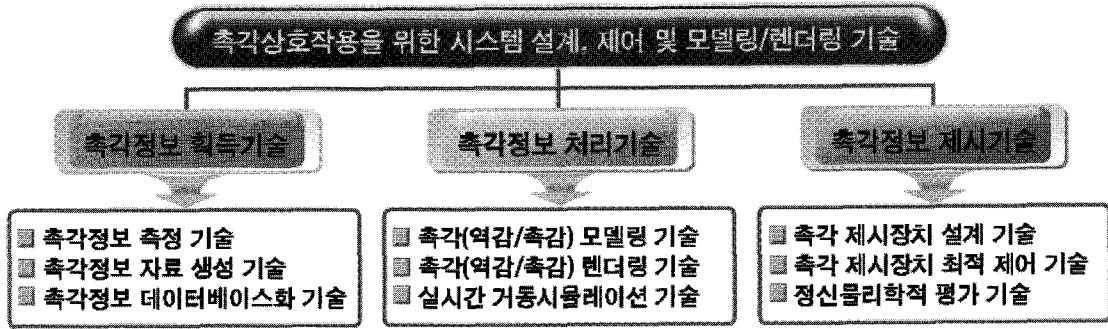 촉각상호작용을 위한 시스템 설계, 제어 및 모델링/렌더링 기술
촉각정보 획득기술
촉각정보 처리기술
촉각정보 제시기술
촉각정보 측정 기술
촉각정보 자료 생성 기술
촉각정보 데이터베이스화 기술
촉각(역감/촉감) 모델링 기술
촉각(역감/촉감) 렌더링 기술
실시간 거동시뮬레이션 기술
촉각 제시장치 설계 기술
촉각 제시장치 최적 제어 기술
정신물리학적 평가 기술